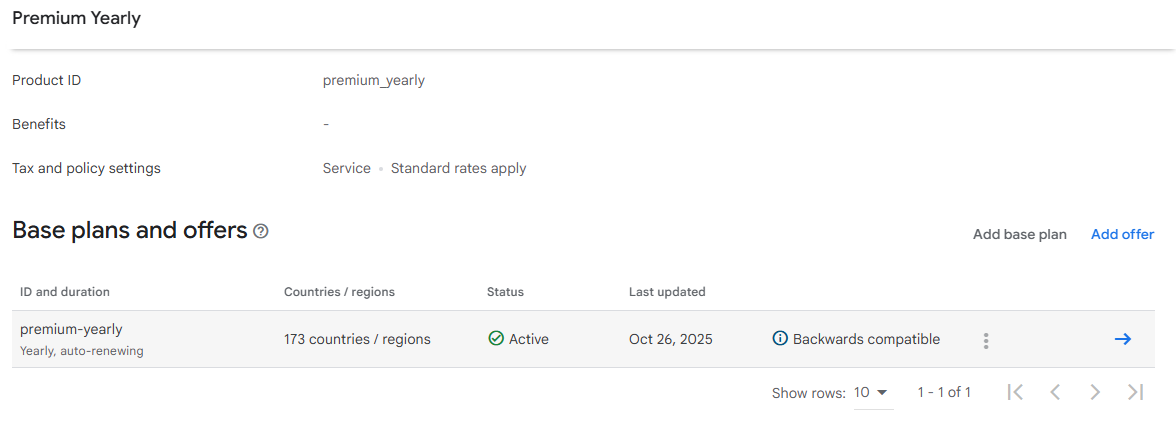 Premium Yearly
Product ID premium_yearly
Benefits -
Tax and policy settings Service • Standard rates apply
Base plans and offers
Add base plan Add offer
ID and duration Countries / regions Status Last updated
premium-yearly 173 countries / regions Active Oct 26, 2025 Backwards compatible
Yearly, auto-renewing
Show rows: 10 1 - 1 of 1